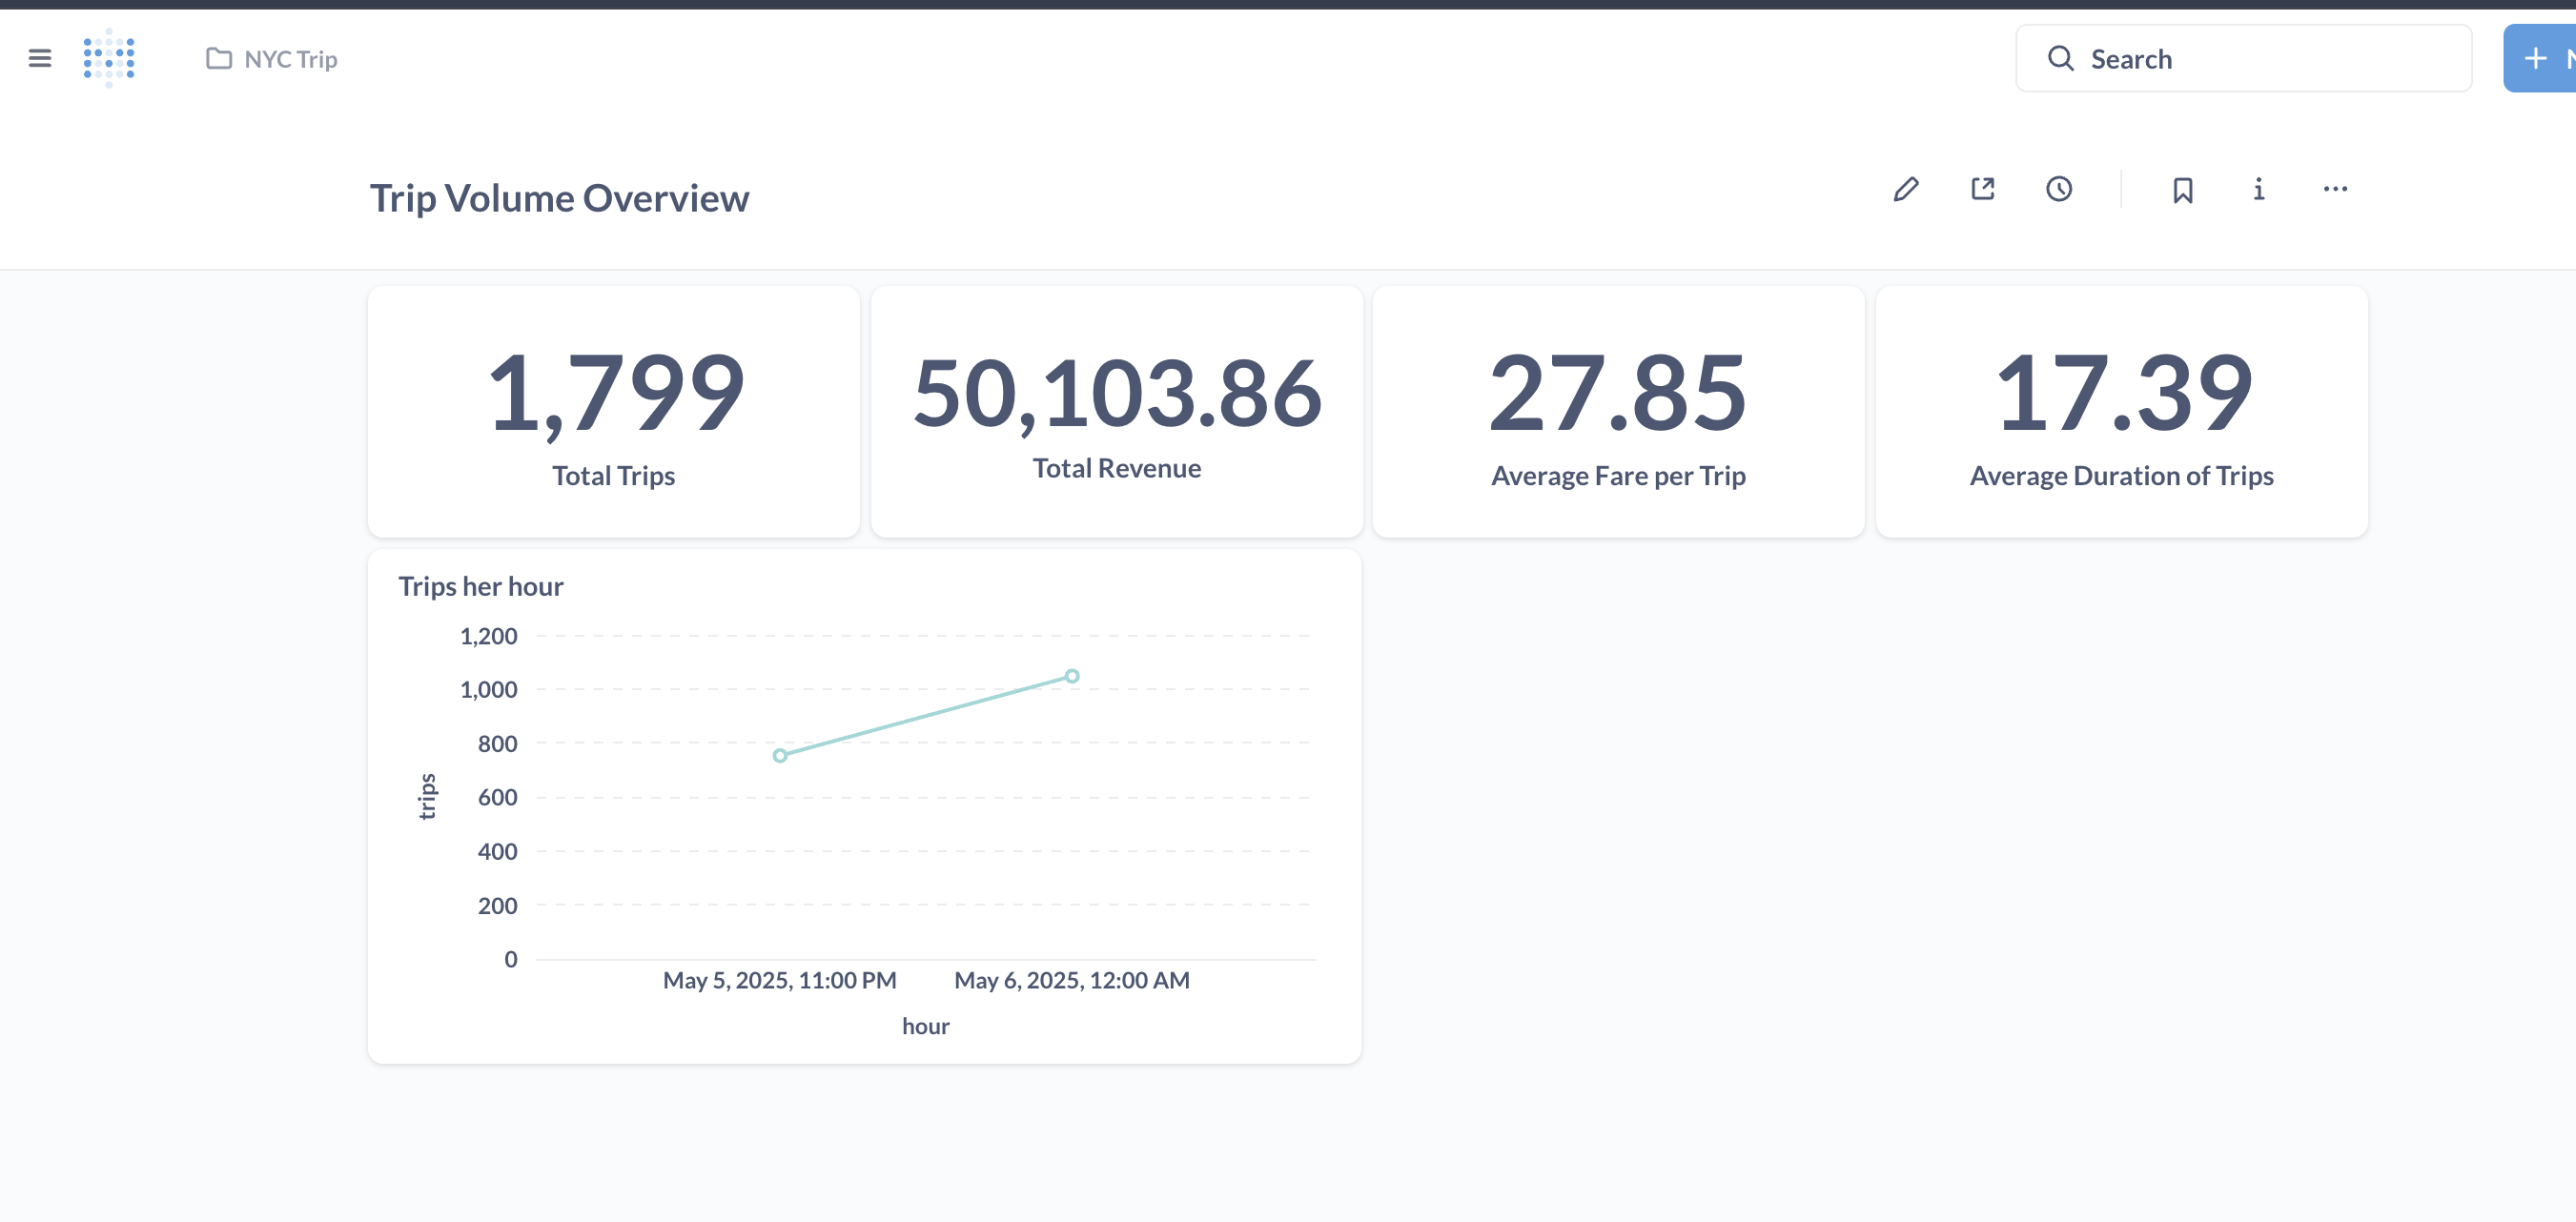 NYC Trip
Search
Trip Volume Overview
1,799
Total Trips
50,103.86
Total Revenue
27.85
Average Fare per Trip
17.39
Average Duration of Trips
Trips her hour
1,200
1,000
800
600
400
200
0
trips
May 5, 2025, 11:00 PM
May 6, 2025, 12:00 AM
hour